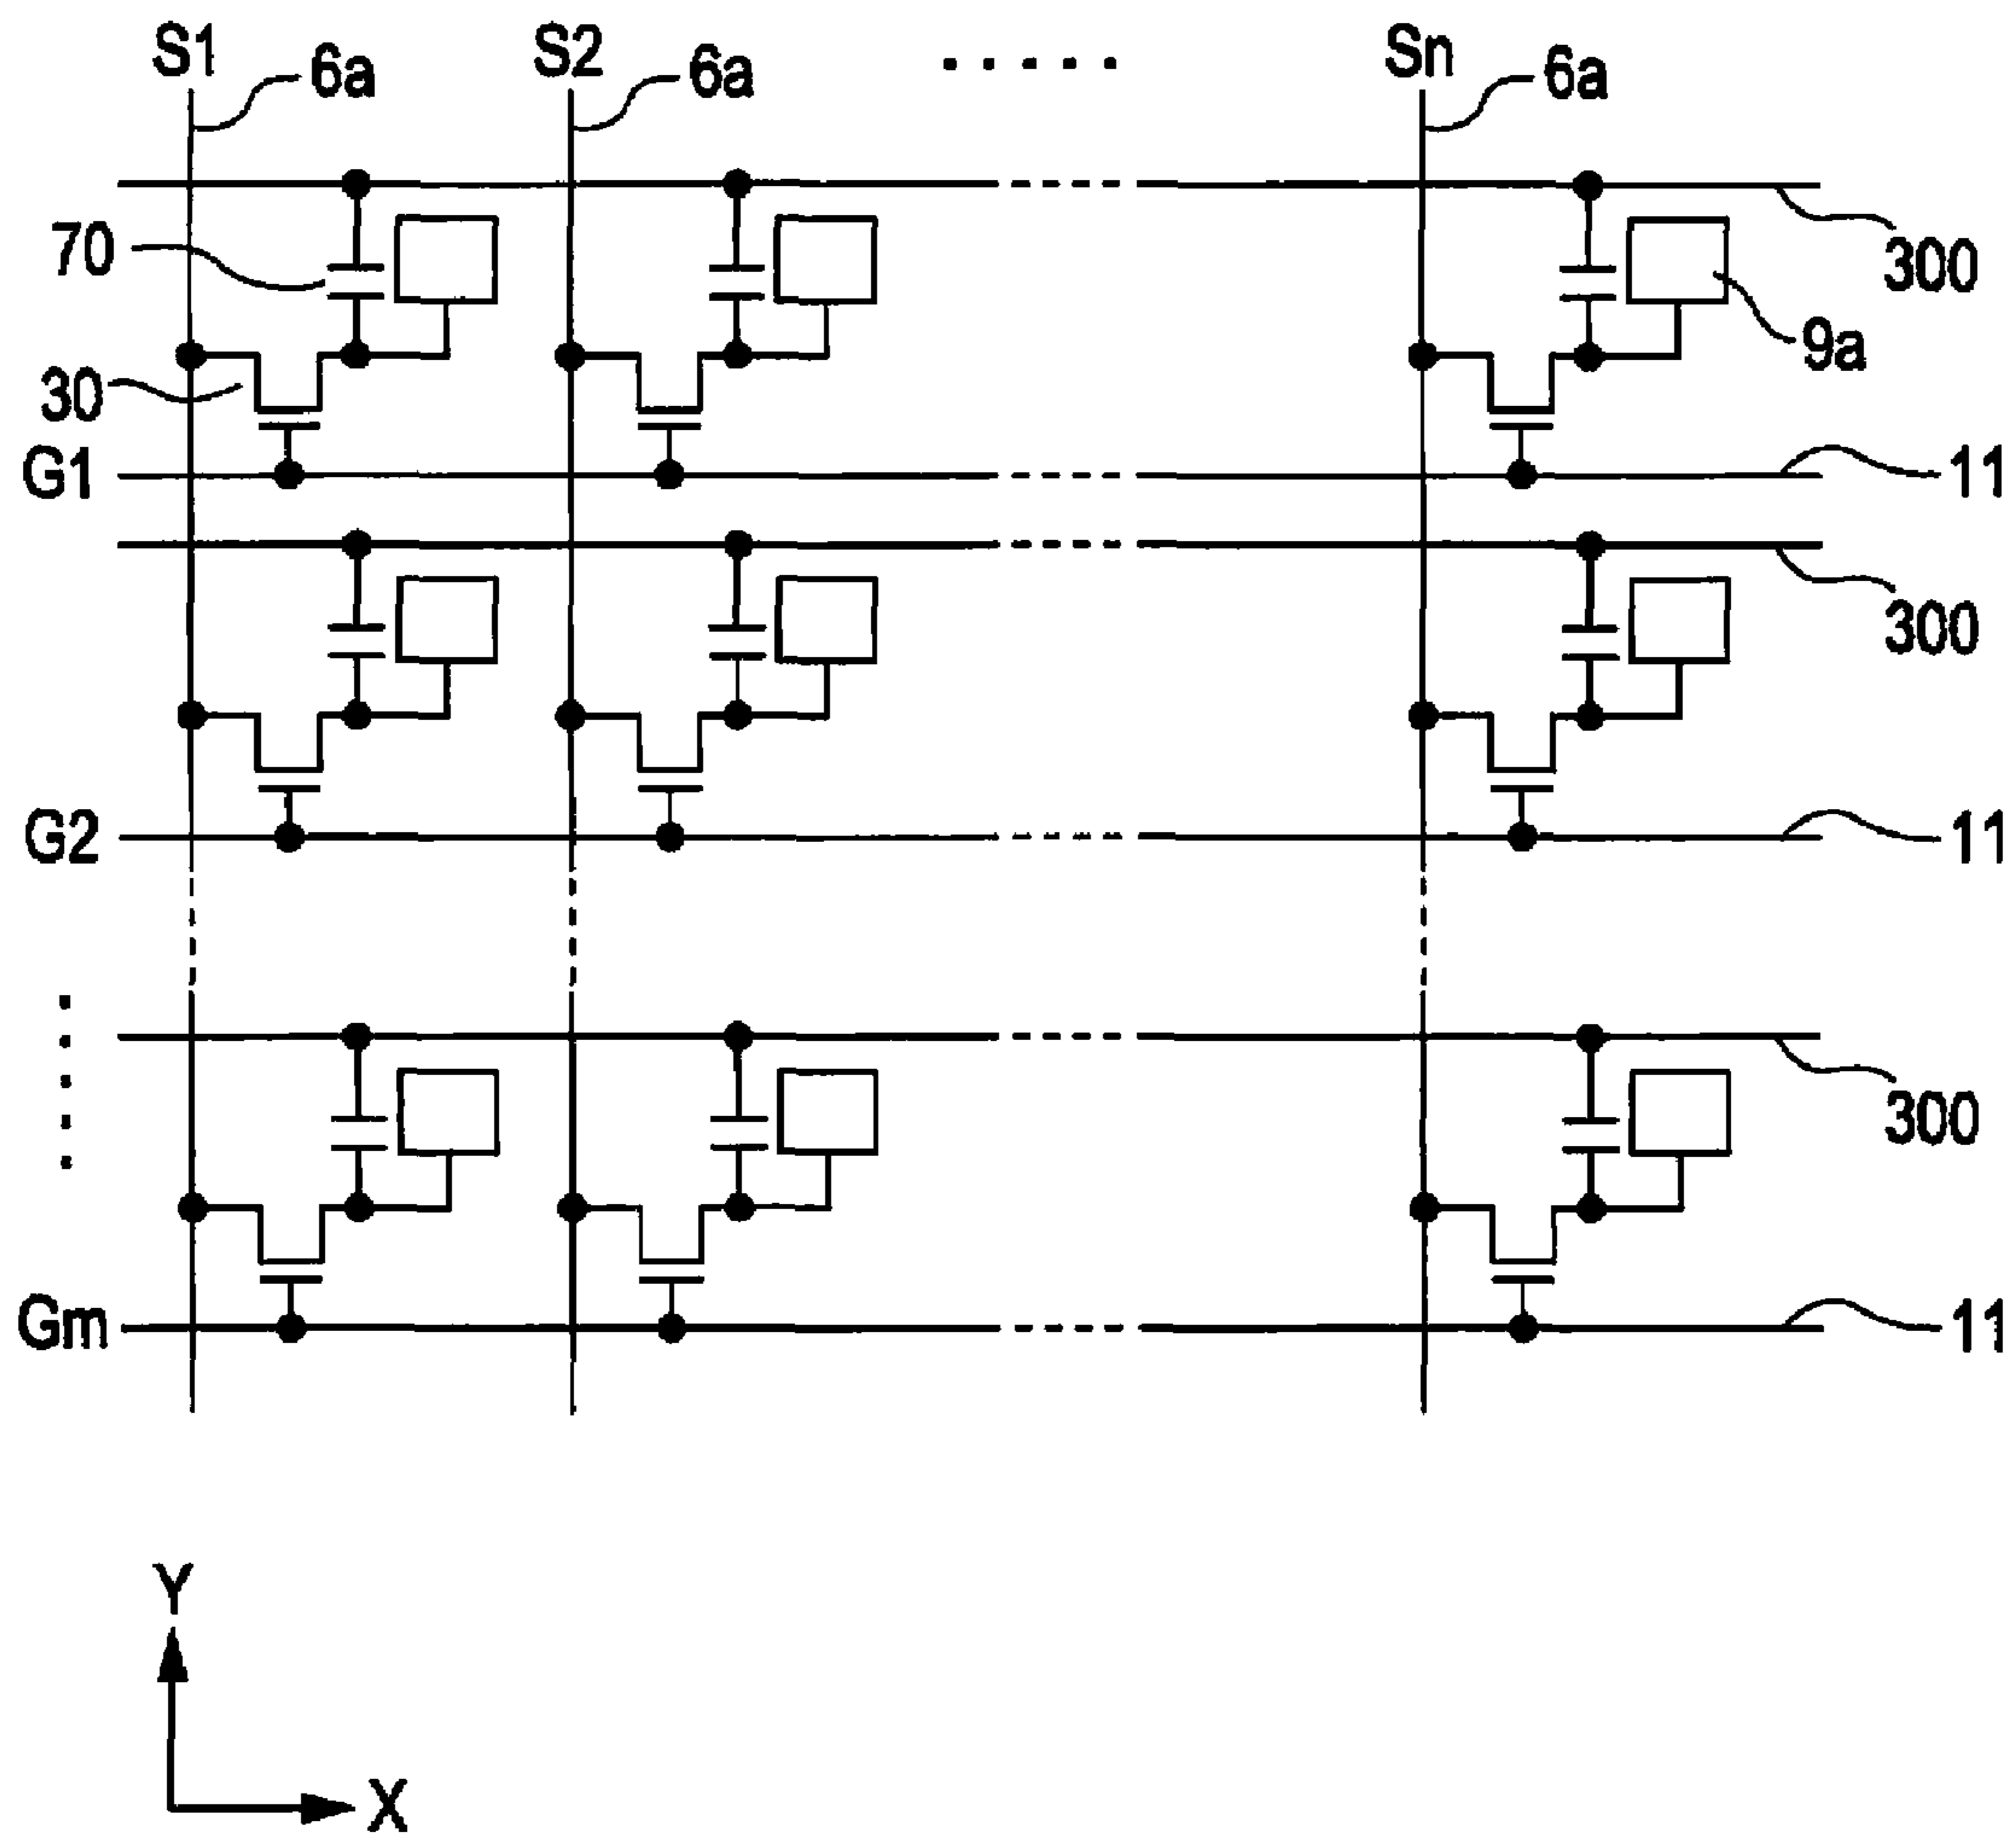 S1 6a S2 6a ..... Sn 6a
70 300
9a
30
G1 11
300
G2 11
300
Gm 11
Y
X